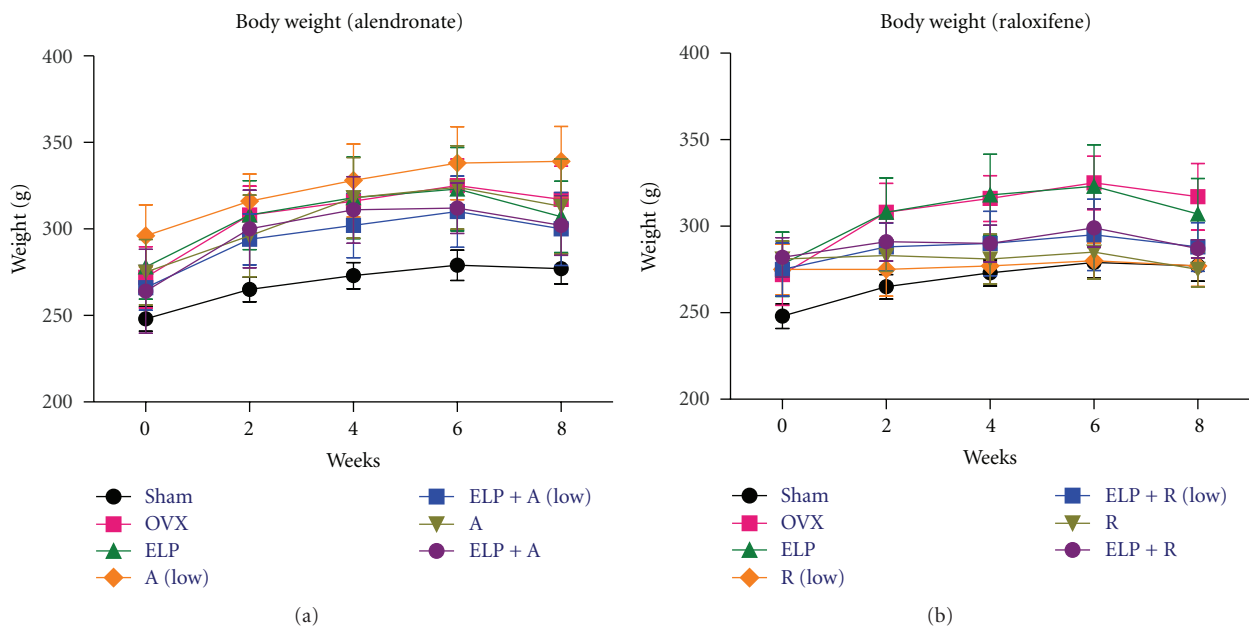 Body weight (alendronate)
400
350
300
250
200
Weight (g)
0 2 4 6 8
Weeks
Sham
OVX
ELP
A (low)
ELP + A (low)
A
ELP + A
(a)
Body weight (raloxifene)
400
350
300
250
200
Weight (g)
0 2 4 6 8
Weeks
Sham
OVX
ELP
R (low)
ELP + R (low)
R
ELP + R
(b)